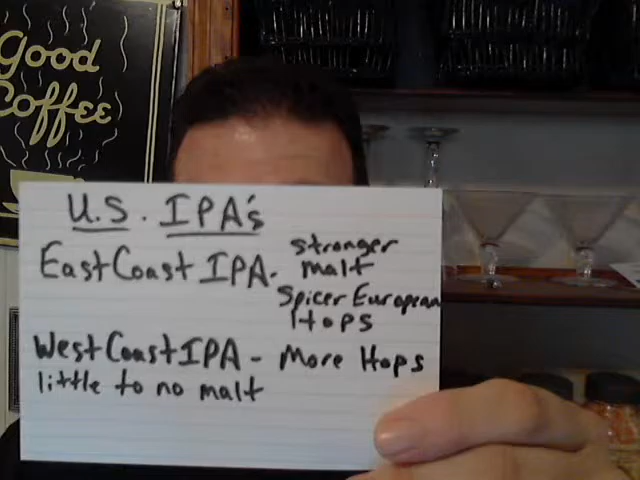 Good
Coffee
U.S. IPA's
East Coast IPA - stronger
malt
Spicer European
Hops
West Coast IPA - More Hops
little to no malt